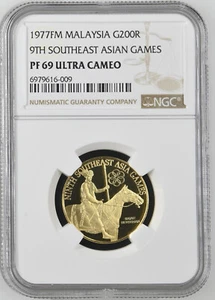 1977FM MALAYSIA G200R
9TH SOUTHEAST ASIAN GAMES
PF 69 ULTRA CAMEO
6979616-009
NUMISMATIC GUARANTY COMPANY
NGC
NINTH SOUTHEAST ASIA GAMES